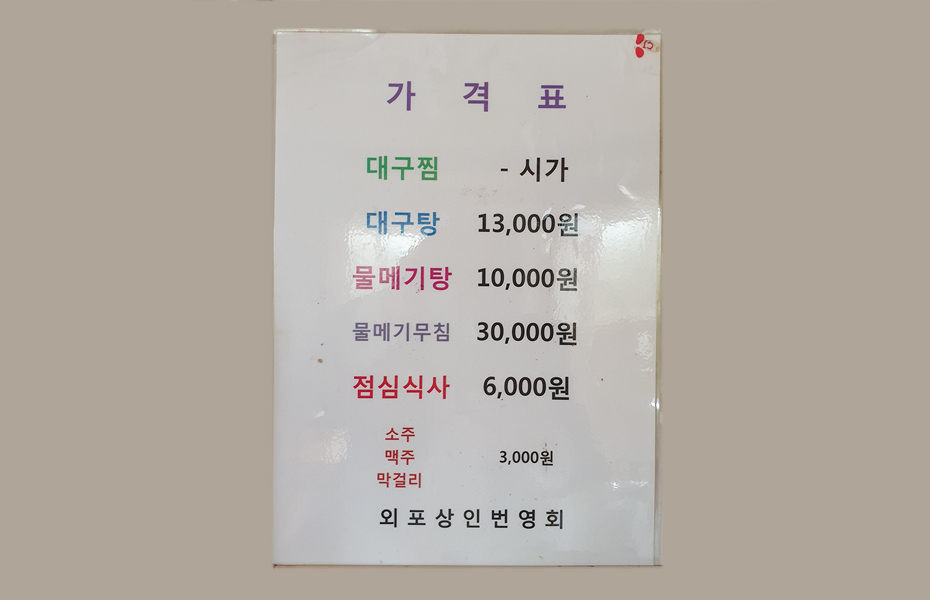 가 격 표
대구찜 - 시가
대구탕 13,000원
물메기탕 10,000원
물메기무침 30,000원
점심식사 6,000원
소주
맥주 3,000원
막걸리
외포상인번영회